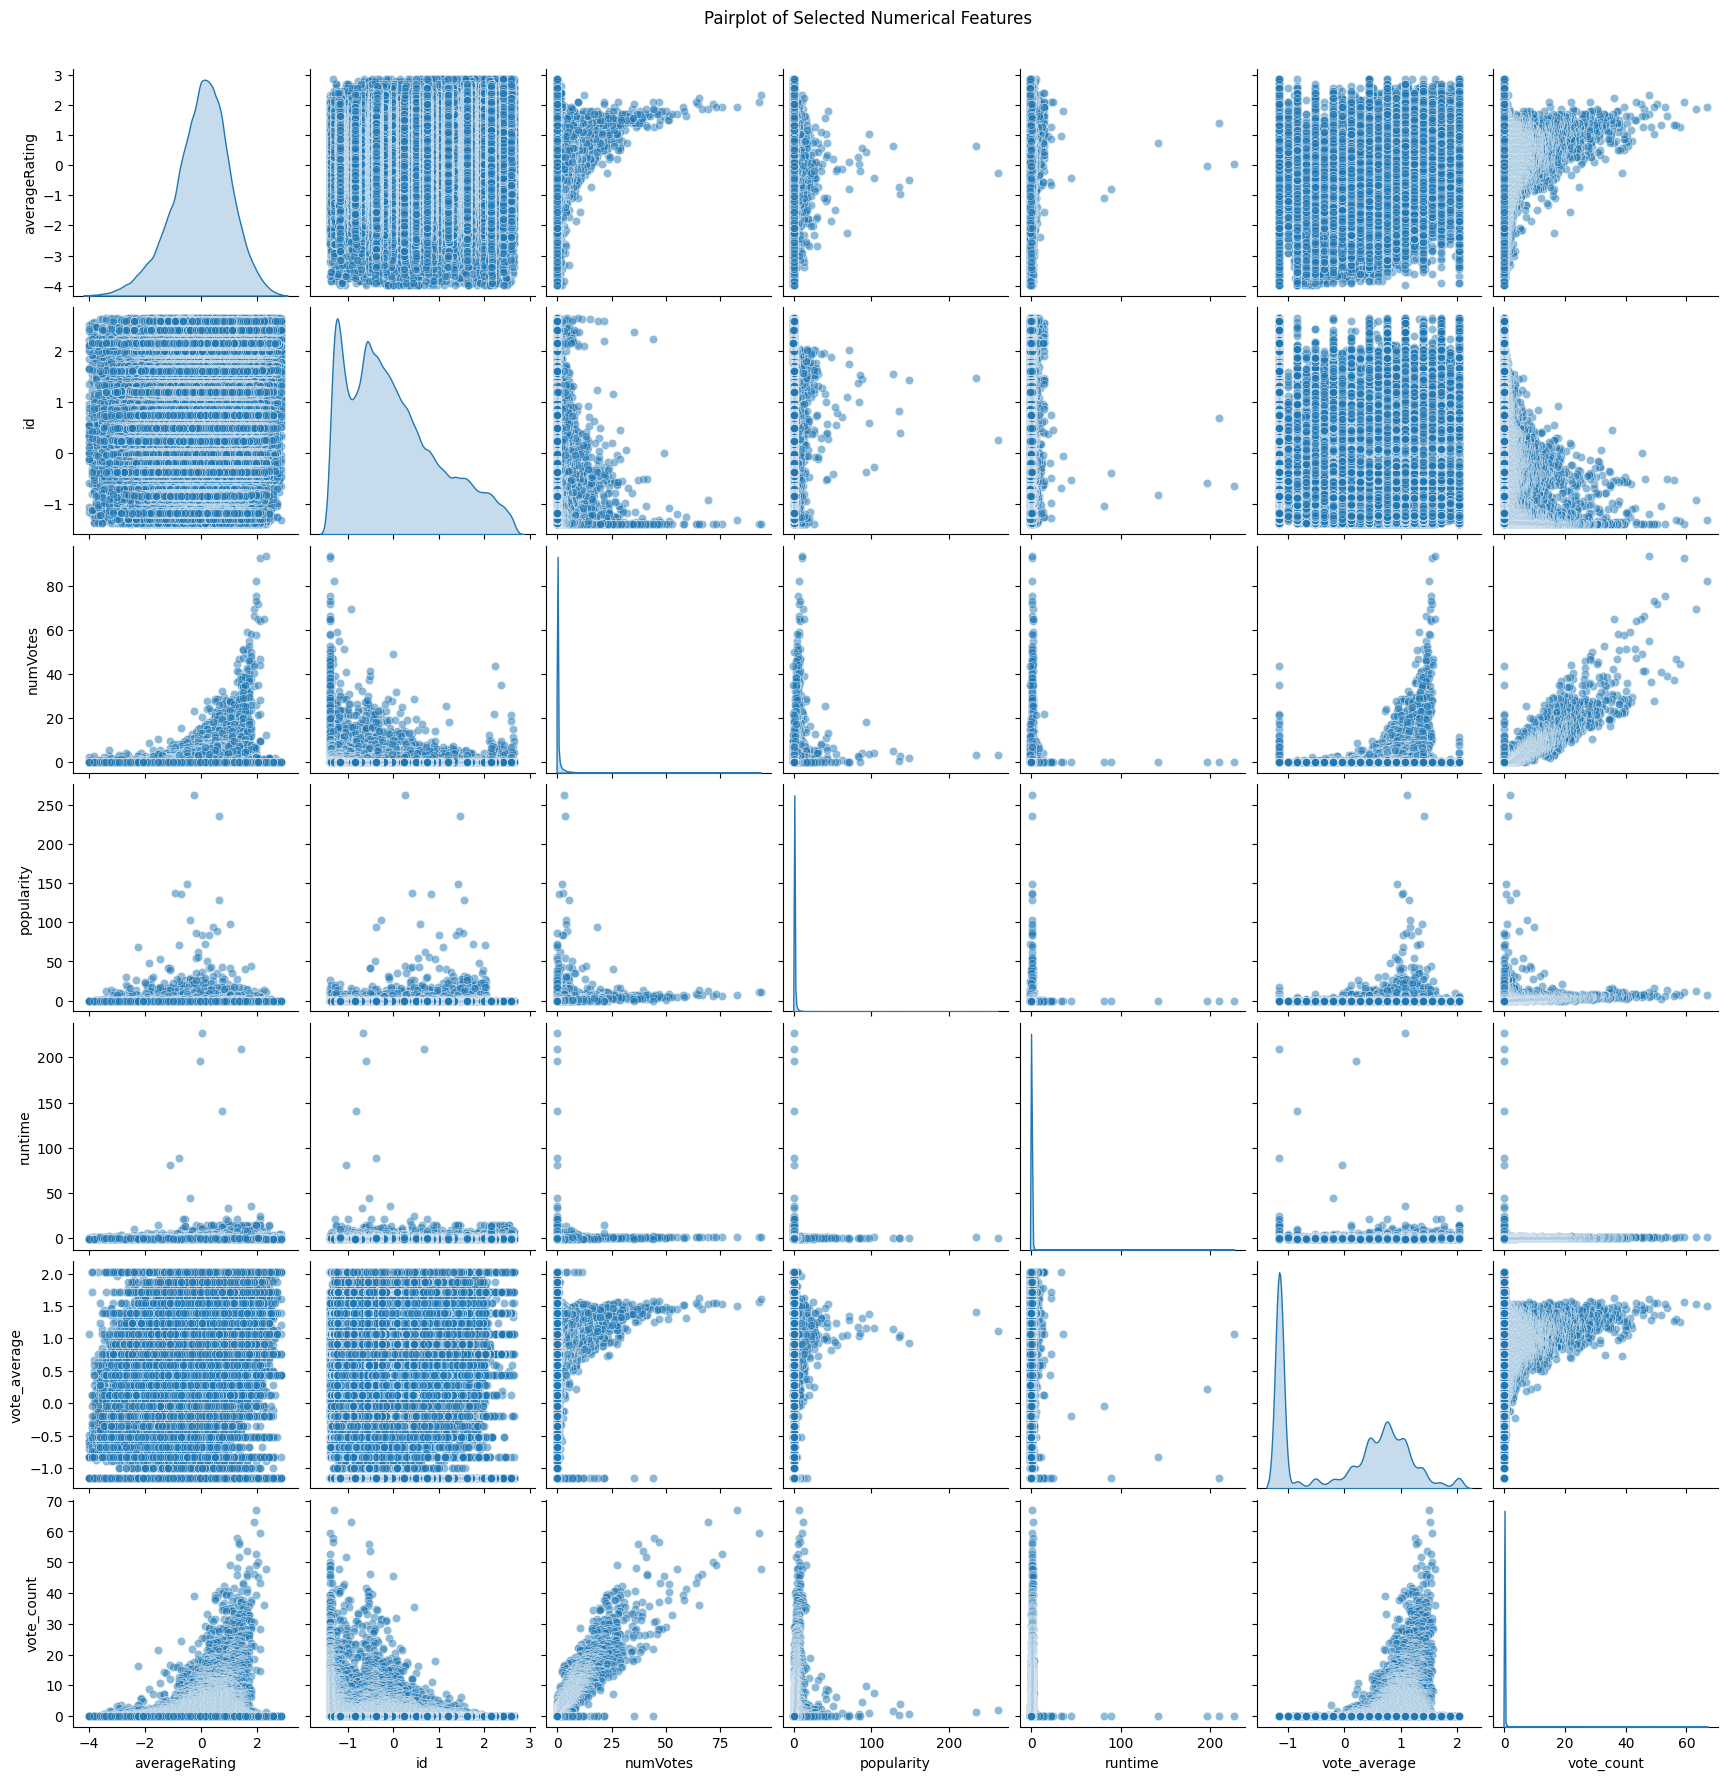 Pairplot of Selected Numerical Features
averageRating
3
2
1
0
−1
−2
−3
−4
id
2
1
0
−1
numVotes
80
60
40
20
0
popularity
250
200
150
100
50
0
runtime
200
150
100
50
0
vote_average
2.0
1.5
1.0
0.5
0.0
−0.5
−1.0
vote_count
70
60
50
40
30
20
10
0
−4 −2 0 2
averageRating
−1 0 1 2 3
id
0 25 50 75
numVotes
0 100 200
popularity
0 100 200
runtime
−1 0 1 2
vote_average
0 20 40 60
vote_count